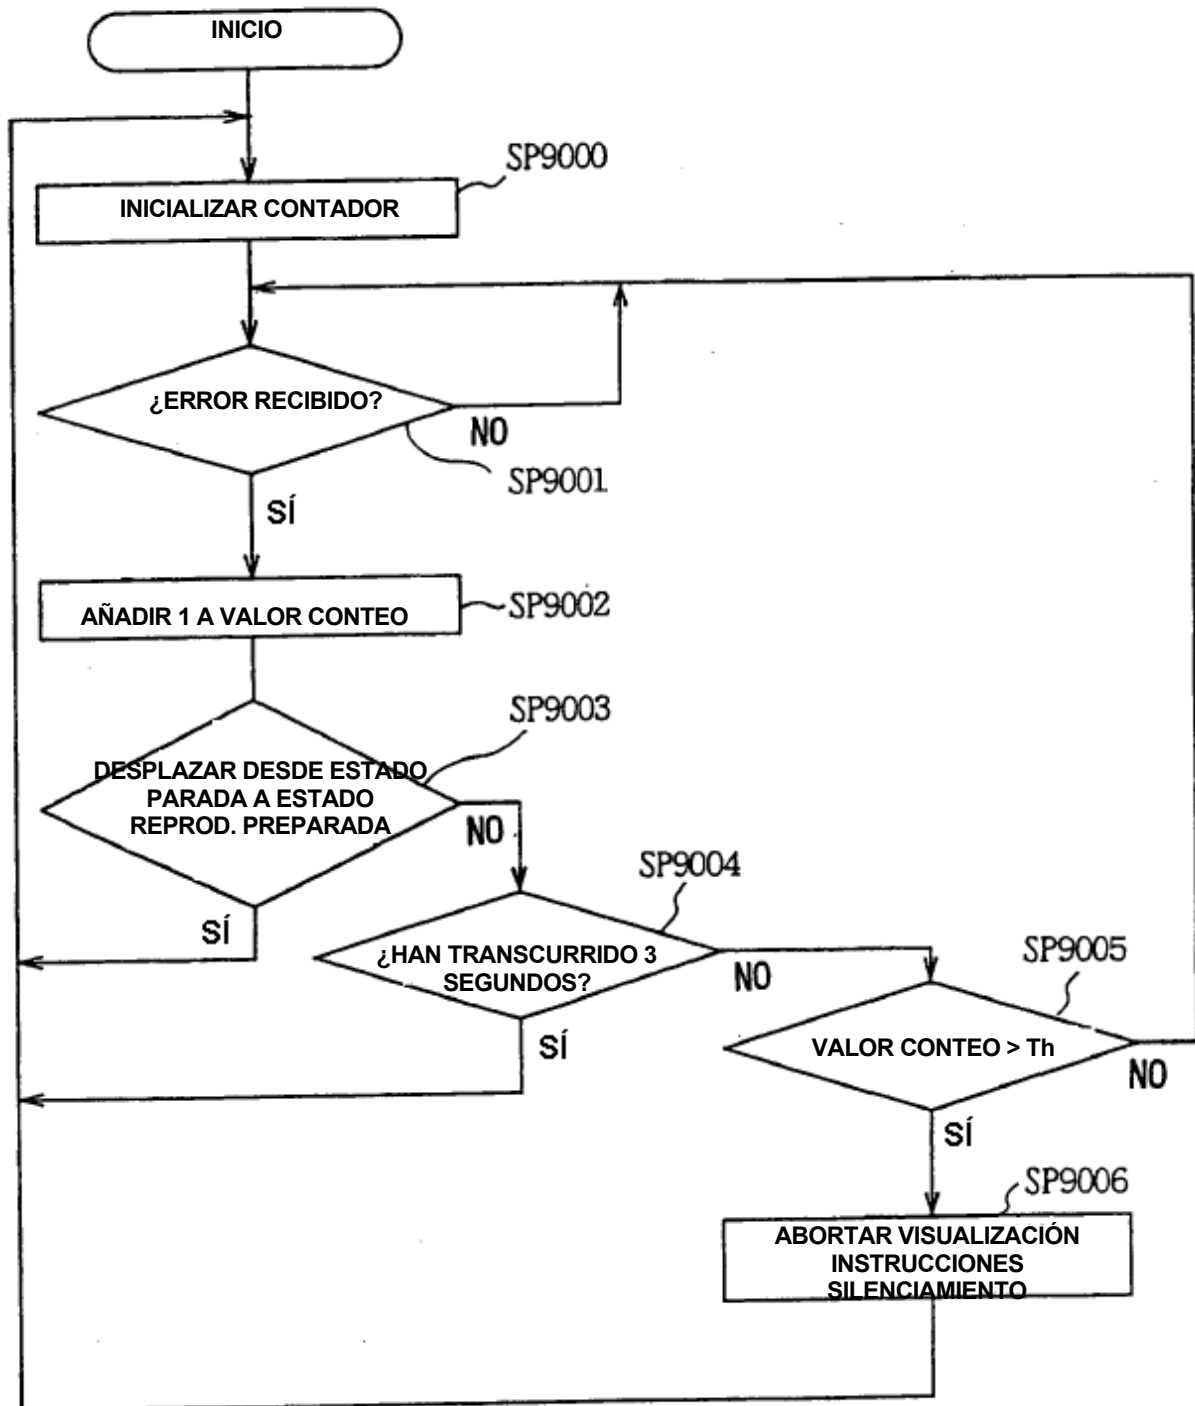 INICIO
SP9000
INICIALIZAR CONTADOR
¿ERROR RECIBIDO?
NO
SP9001
SÍ
AÑADIR 1 A VALOR CONTEO
SP9002
SP9003
DESPLAZAR DESDE ESTADO
PARADA A ESTADO
REPROD. PREPARADA
NO
SÍ
SP9004
¿HAN TRANSCURRIDO 3
SEGUNDOS?
NO
SÍ
SP9005
VALOR CONTEO > Th
NO
SÍ
SP9006
ABORTAR VISUALIZACIÓN
INSTRUCCIONES
SILENCIAMIENTO